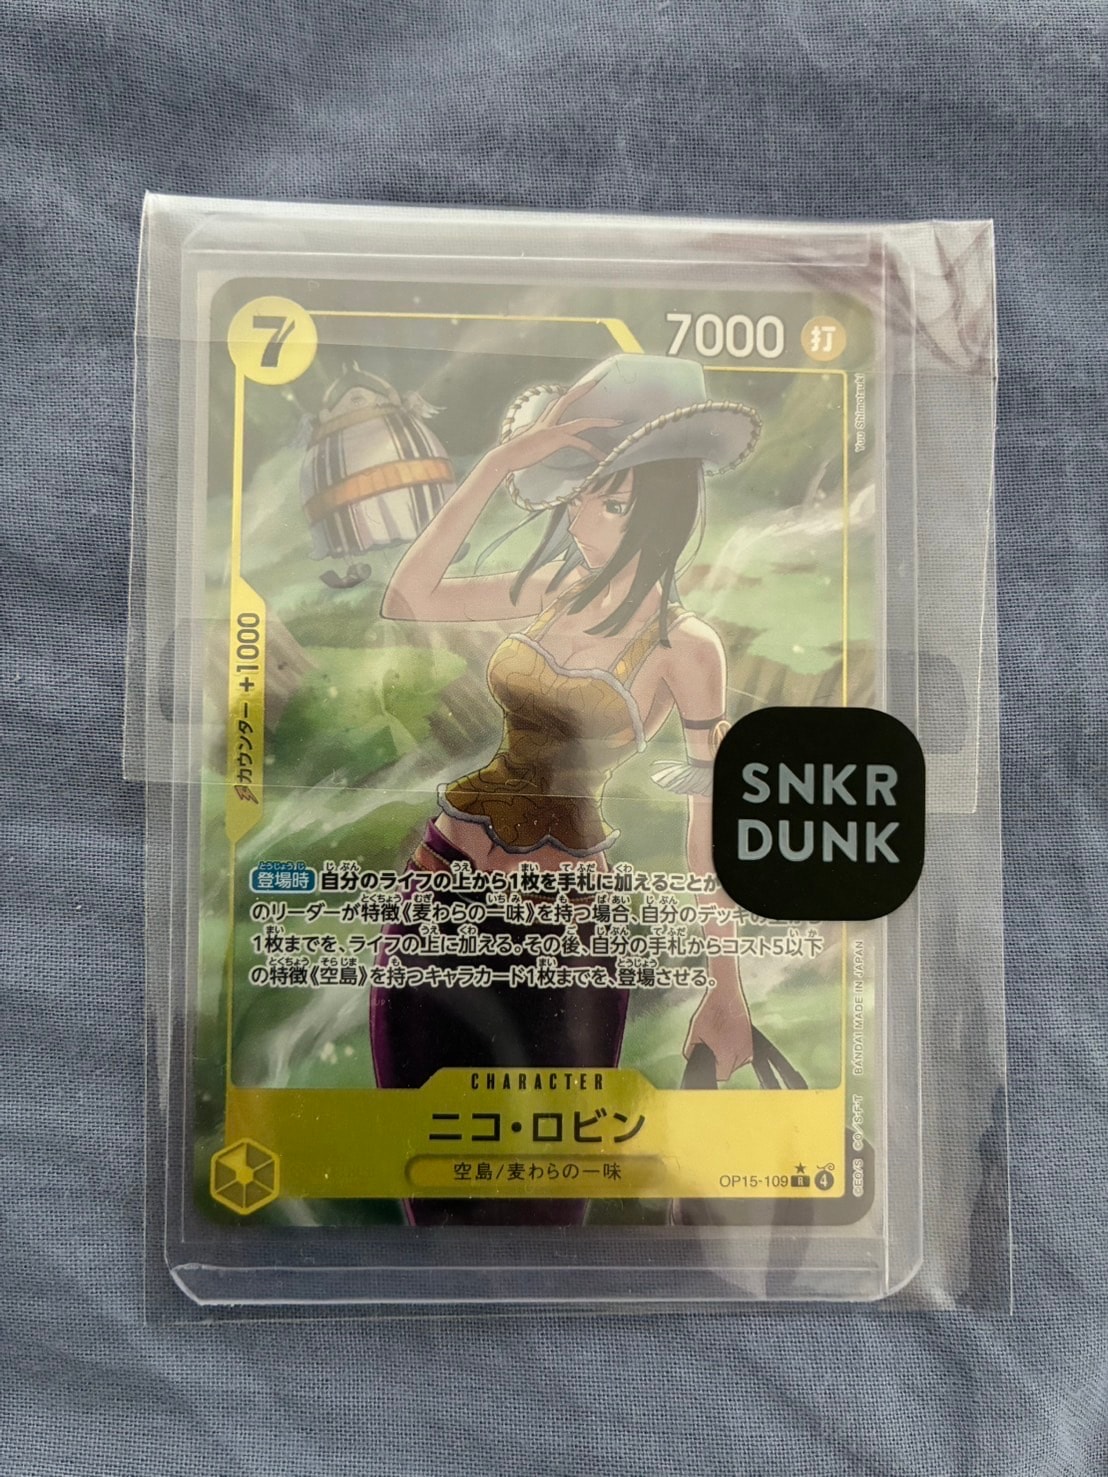 7
7000
打
Yuu Shimotsuki
カウンター +1000
SNKR
DUNK
登場時 自分のライフの上から1枚を手札に加えることが
のリーダーが特徴《麦わらの一味》を持つ場合、自分のデッキの
1枚までを、ライフの上に加える。その後、自分の手札からコスト5以下
の特徴《空島》を持つキャラカード1枚までを、登場させる。
CHARACTER
ニコ・ロビン
空島/麦わらの一味
OP15-109 R 4
©EO/S ©O/S・F・T BANDAI MADE IN JAPAN